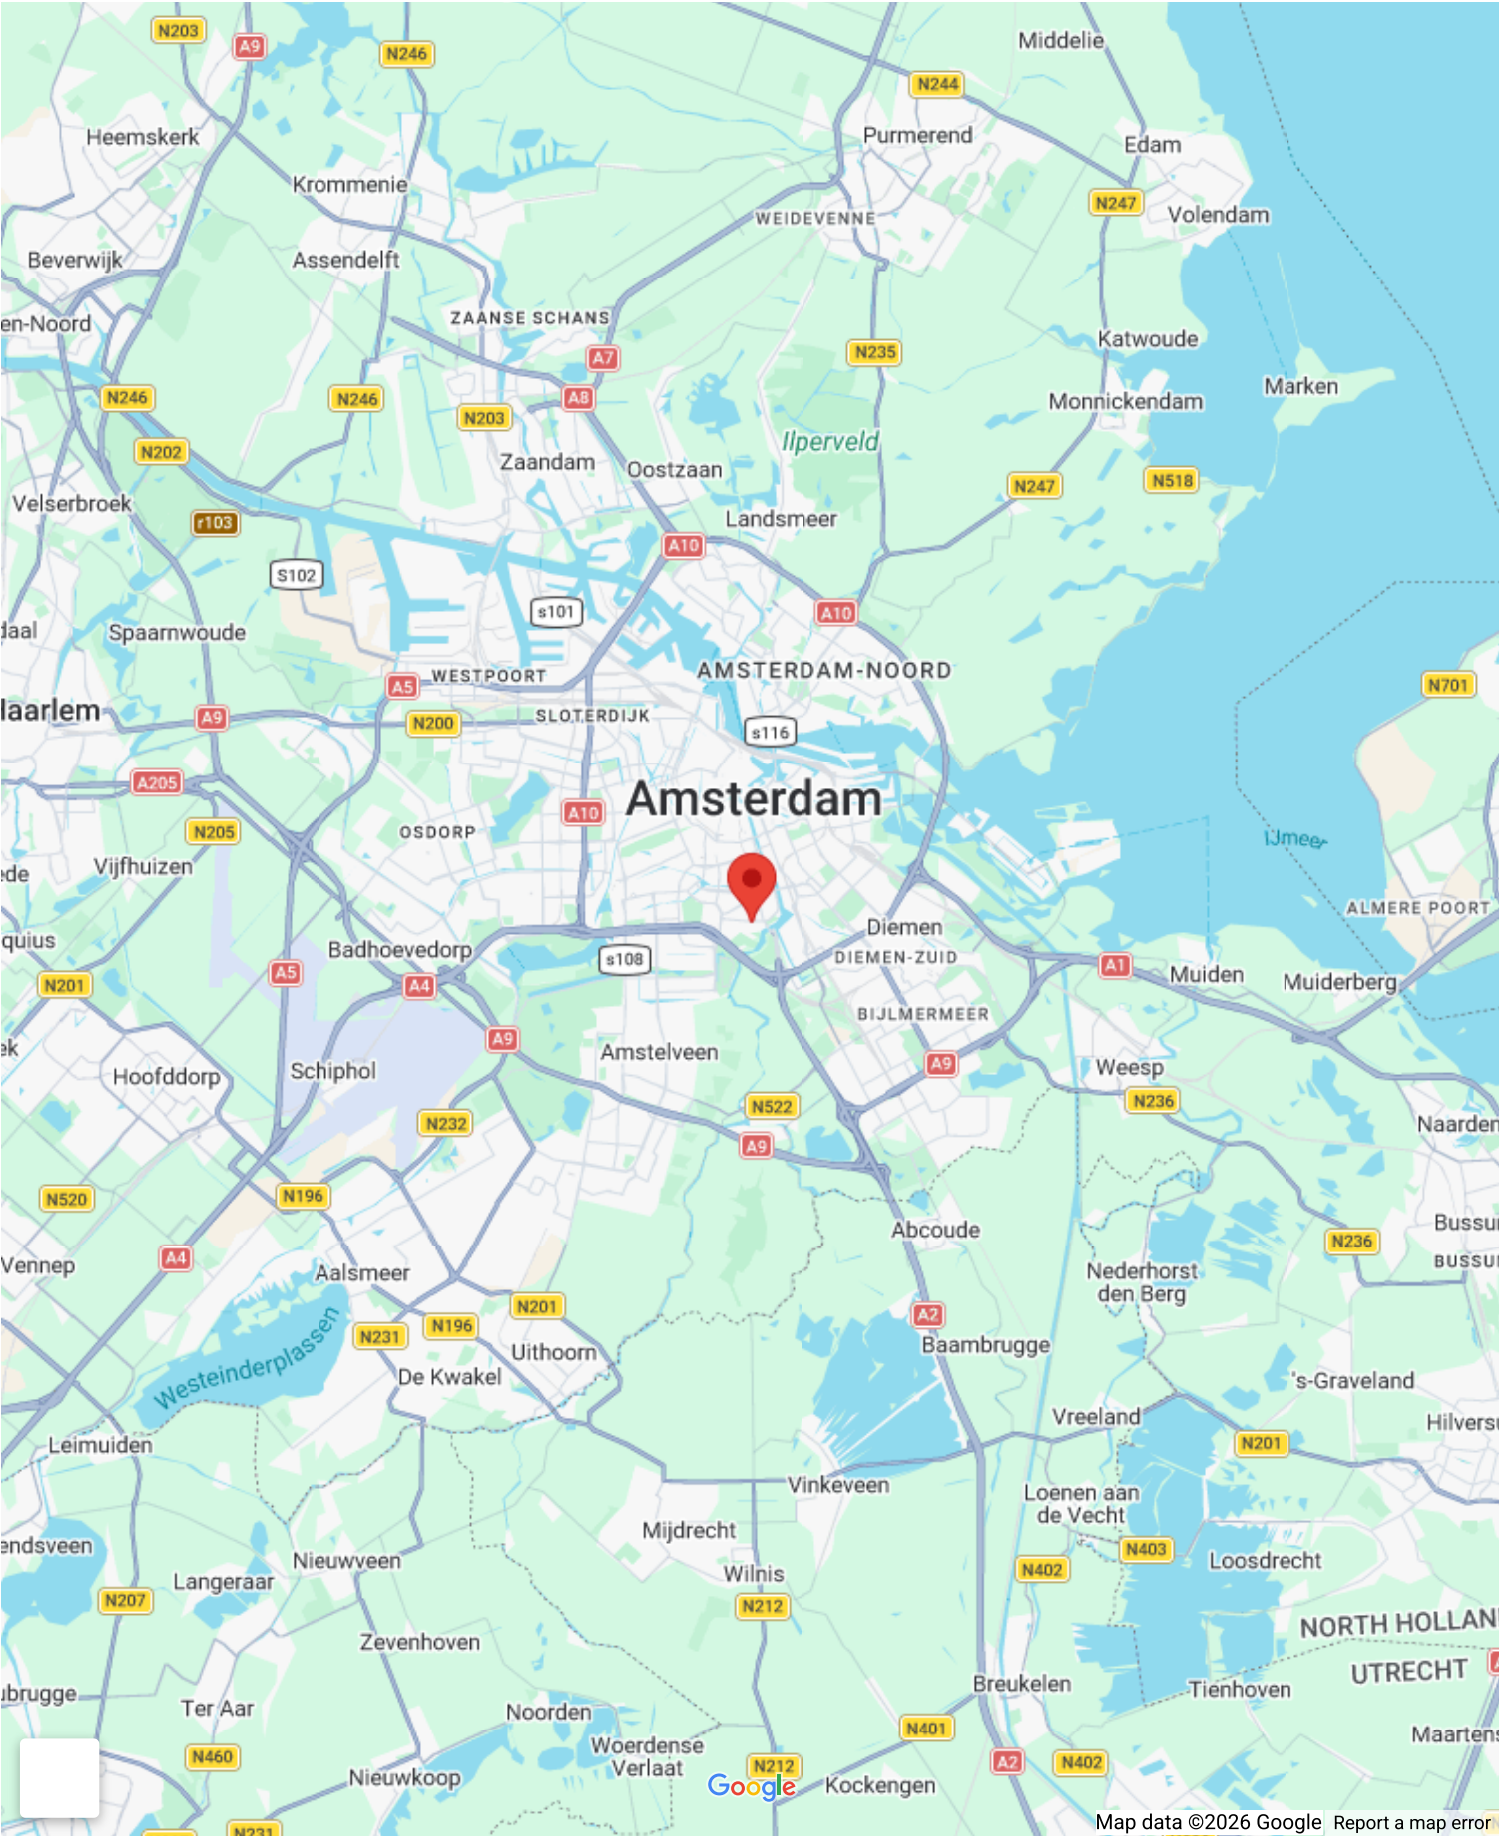 N203
A9
N246
Middelie
N244
Heemskerk
Purmerend
Edam
Krommenie
N247
WEIDEVENNE
Volendam
Beverwijk
Assendelft
en-Noord
ZAANSE SCHANS
Katwoude
A7
N235
Marken
N246
N246
A8
Monnickendam
N203
Ilperveld
N202
Zaandam
Oostzaan
N518
N247
Velserbroek
r103
Landsmeer
A10
S102
s101
A10
daal
Spaarnwoude
AMSTERDAM-NOORD
WESTPOORT
A5
N701
Haarlem
A9
N200
SLOTERDIJK
s116
A205
Amsterdam
A10
N205
OSDORP
IJmeer
Vijfhuizen
ede
ALMERE POORT
Diemen
quius
Badhoevedorp
s108
DIEMEN-ZUID
A1
A5
Muiden
Muiderberg
N201
A4
BIJLMERMEER
A9
ek
Amstelveen
Schiphol
Hoofddorp
A9
Weesp
N522
N236
N232
Naarden
A9
N520
N196
Abcoude
Bussu
N236
Vennep
A4
Aalsmeer
BUSSU
Nederhorst
den Berg
N201
A2
N231
N196
Baambrugge
Westeinderplassen
Uithoorn
De Kwakel
's-Graveland
Vreeland
Hilversu
Leimuiden
N201
Vinkeveen
Loenen aan
de Vecht
Mijdrecht
endsveen
N403
Nieuwveen
Loosdrecht
Wilnis
N402
Langeraar
N207
N212
NORTH HOLLAN
Zevenhoven
UTRECHT
Breukelen
Tienhoven
ubrugge
Ter Aar
Noorden
N401
Maartens
Woerdense
Verlaat
N460
A2
N402
N212
Nieuwkoop
Google
Kockengen
N231
Map data ©2026 Google
Report a map error